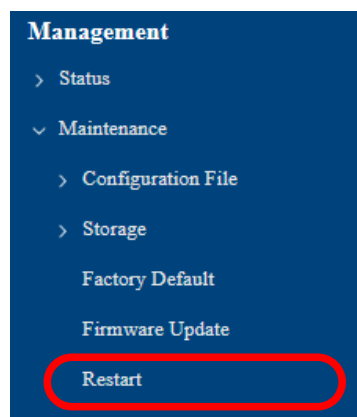 Management
Status
Maintenance
Configuration File
Storage
Factory Default
Firmware Update
Restart